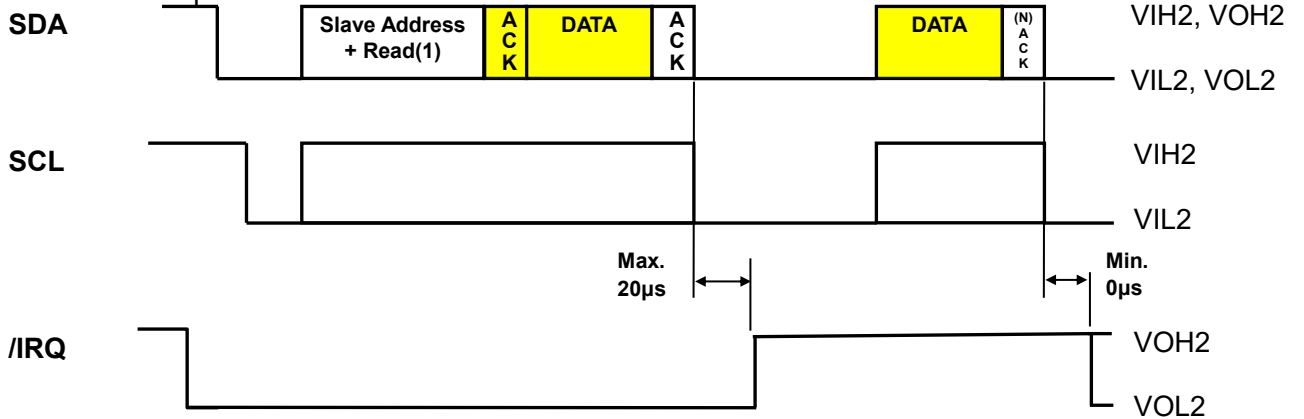 SDA
Slave Address
+ Read(1)
A
C
K
DATA
A
C
K
DATA
(N)
A
C
K
VIH2, VOH2
VIL2, VOL2
SCL
VIH2
VIL2
Max.
20µs
Min.
0µs
/IRQ
VOH2
VOL2